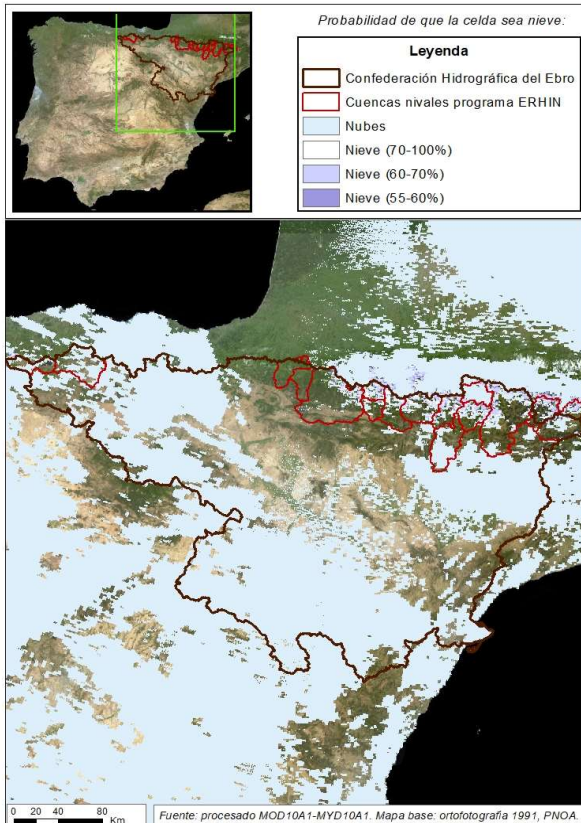 Probabilidad de que la celda sea nieve:
Leyenda
Confederación Hidrográfica del Ebro
Cuencas nivales programa ERHIN
Nubes
Nieve (70-100%)
Nieve (60-70%)
Nieve (55-60%)
0 20 40 80
Km
Fuente: procesado MOD10A1-MYD10A1. Mapa base: ortofotografia 1991, PNOA.